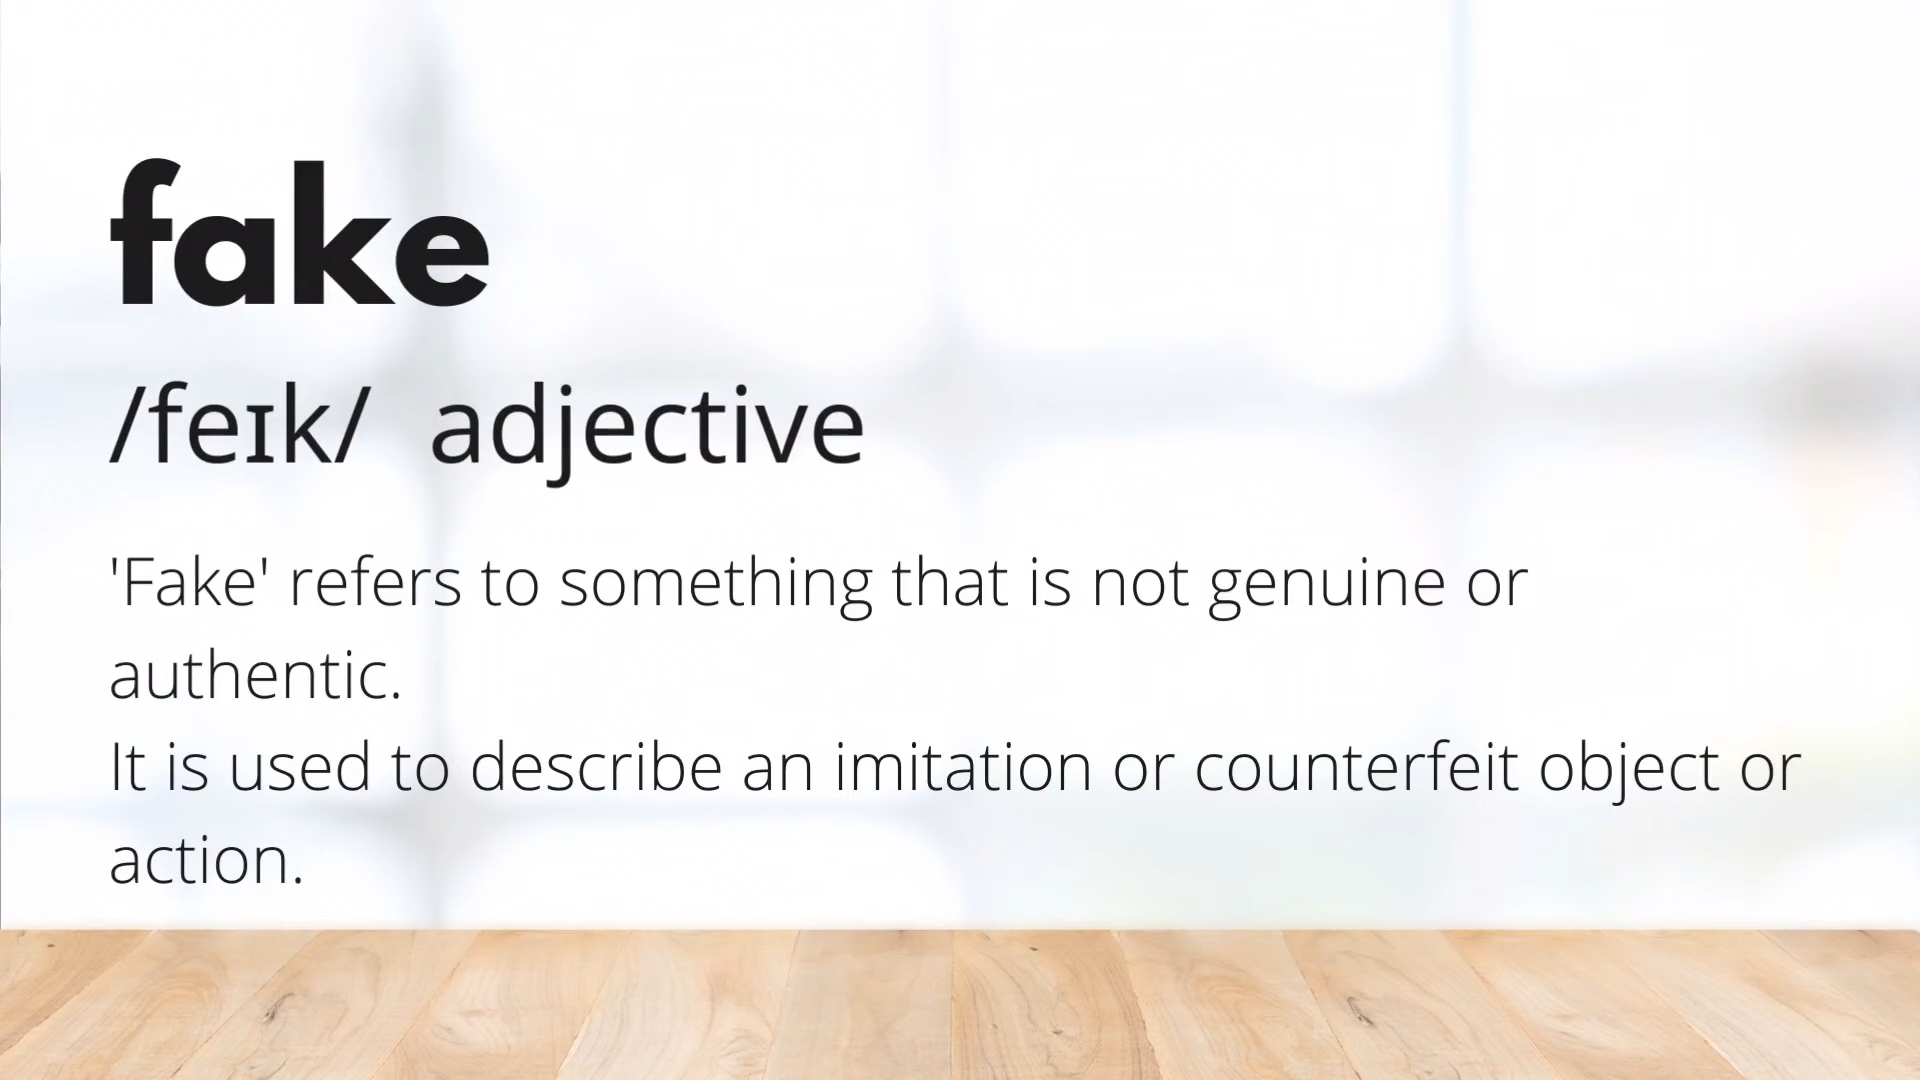 fake
/feɪk/ adjective
'Fake' refers to something that is not genuine or
authentic.
It is used to describe an imitation or counterfeit object or
action.